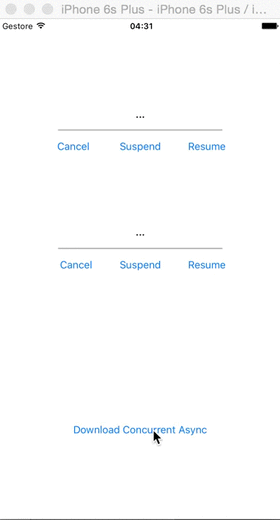 iPhone 6s Plus - iPhone 6s Plus / i...
Gestore 04:31
...
Cancel Suspend Resume
...
Cancel Suspend Resume
Download Concurrent Async